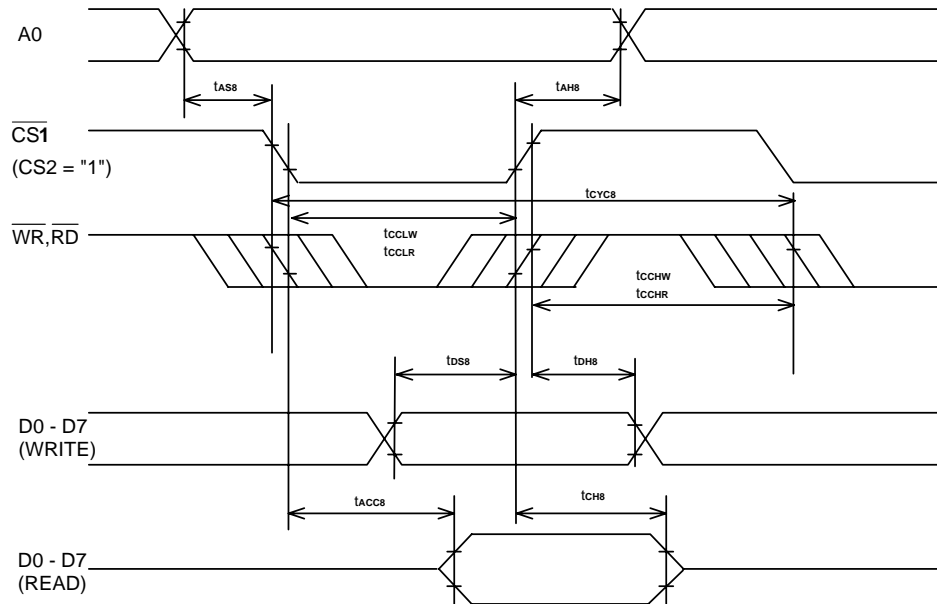 A0
tAS8
tAH8
CS1
(CS2 = "1")
tCYC8
WR,RD
tCCLW
tCCLR
tCCHW
tCCHR
tDS8
tDH8
D0 - D7
(WRITE)
tACC8
tCH8
D0 - D7
(READ)